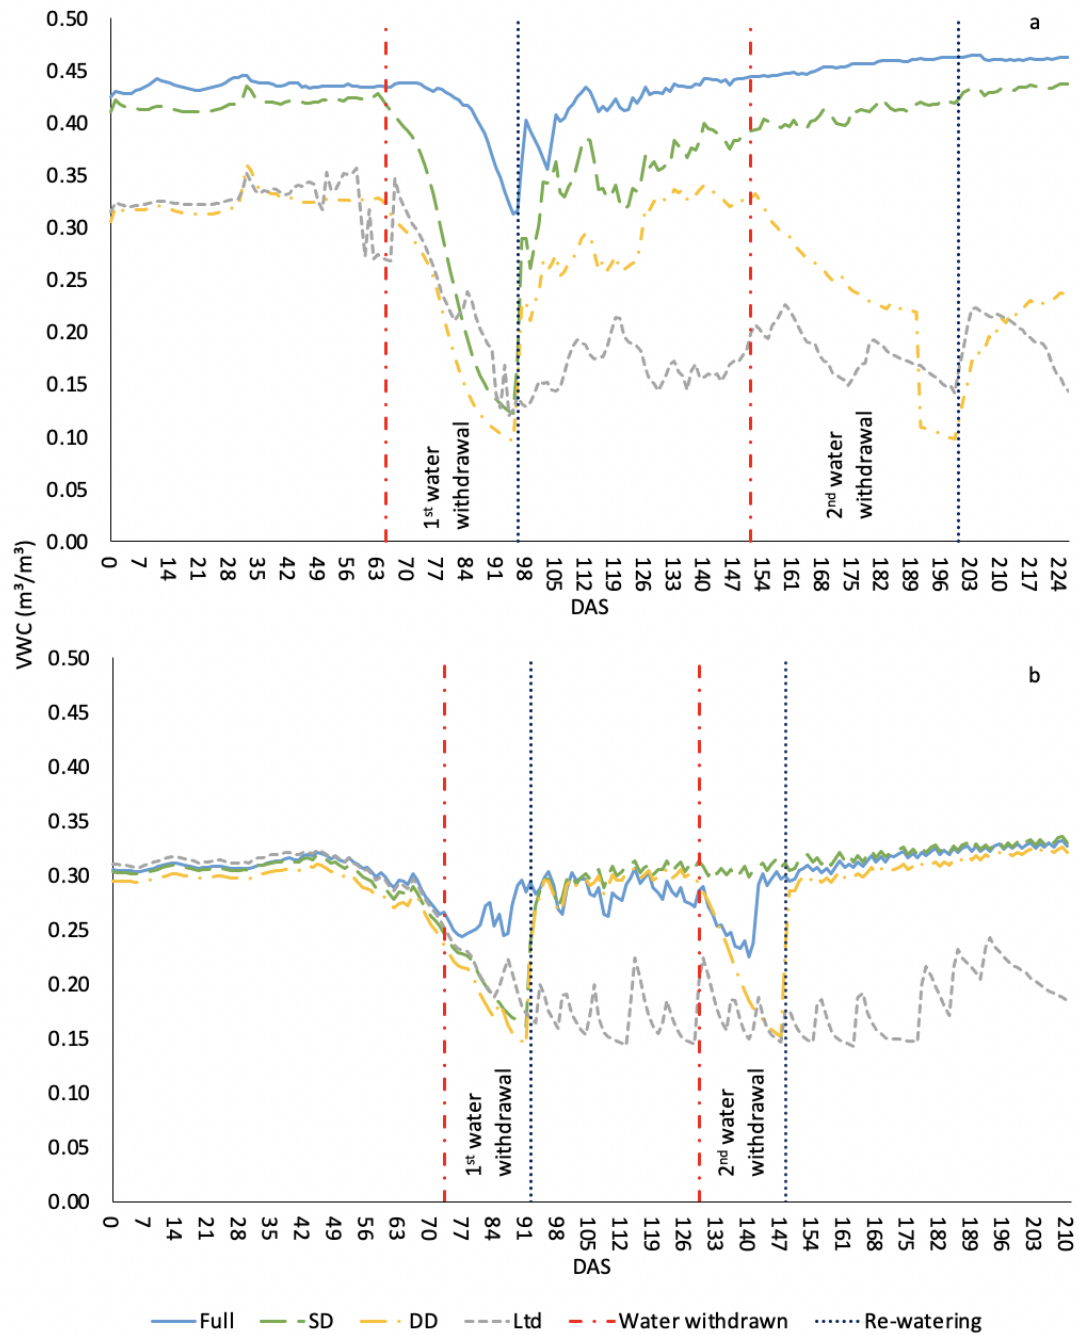 a
0.50
0.45
0.40
0.35
0.30
0.25
0.20
0.15
0.10
0.05
0.00
1st water
withdrawal
2nd water
withdrawal
0 7 14 21 28 35 42 49 56 63 70 77 84 91 98 105 112 119 126 133 140 147 154 161 168 175 182 189 196 203 210 217 224
DAS
VWC (m³/m³)
b
0.50
0.45
0.40
0.35
0.30
0.25
0.20
0.15
0.10
0.05
0.00
1st water
withdrawal
2nd water
withdrawal
0 7 14 21 28 35 42 49 56 63 70 77 84 91 98 105 112 119 126 133 140 147 154 161 168 175 182 189 196 203 210
DAS
Full SD DD Ltd Water withdrawn Re-watering